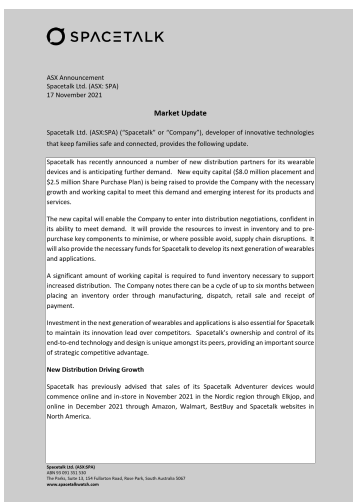 SPACETALK
ASX Announcement
Spacetalk Ltd. (ASX: SPA)
17 November 2021
Market Update
Spacetalk Ltd. (ASX:SPA) (“Spacetalk” or “Company”), developer of innovative technologies
that keep families safe and connected, provides the following update.
Spacetalk has recently announced a number of new distribution partners for its wearable
devices and is anticipating further demand. New equity capital ($8.0 million placement and
$2.5 million Share Purchase Plan) is being raised to provide the Company with the necessary
growth and working capital to meet this demand and emerging interest for its products and
services.
The new capital will enable the Company to enter into distribution negotiations, confident in
its ability to meet demand. It will provide the resources to invest in inventory and to pre-
purchase key components to minimise, or where possible avoid, supply chain disruptions. It
will also provide the necessary funds for Spacetalk to develop its next generation of wearables
and applications.
A significant amount of working capital is required to fund inventory necessary to support
increased distribution. The Company notes there can be a cycle of up to six months between
placing an inventory order through manufacturing, dispatch, retail sale and receipt of
payment.
Investment in the next generation of wearables and applications is also essential for Spacetalk
to maintain its innovation lead over competitors. Spacetalk’s ownership and control of its
end-to-end technology and design is unique amongst its peers, providing an important source
of strategic competitive advantage.
New Distribution Driving Growth
Spacetalk has previously advised that sales of its Spacetalk Adventurer devices would
commence online and in-store in November 2021 in the Nordic region through Elkjop, and
online in December 2021 through Amazon, Walmart, BestBuy and Spacetalk websites in
North America.
Spacetalk Ltd. (ASX:SPA)
ABN 93 091 351 530
The Parks, Suite 13, 154 Fullarton Road, Rose Park, South Australia 5067
www.spacetalkwatch.com